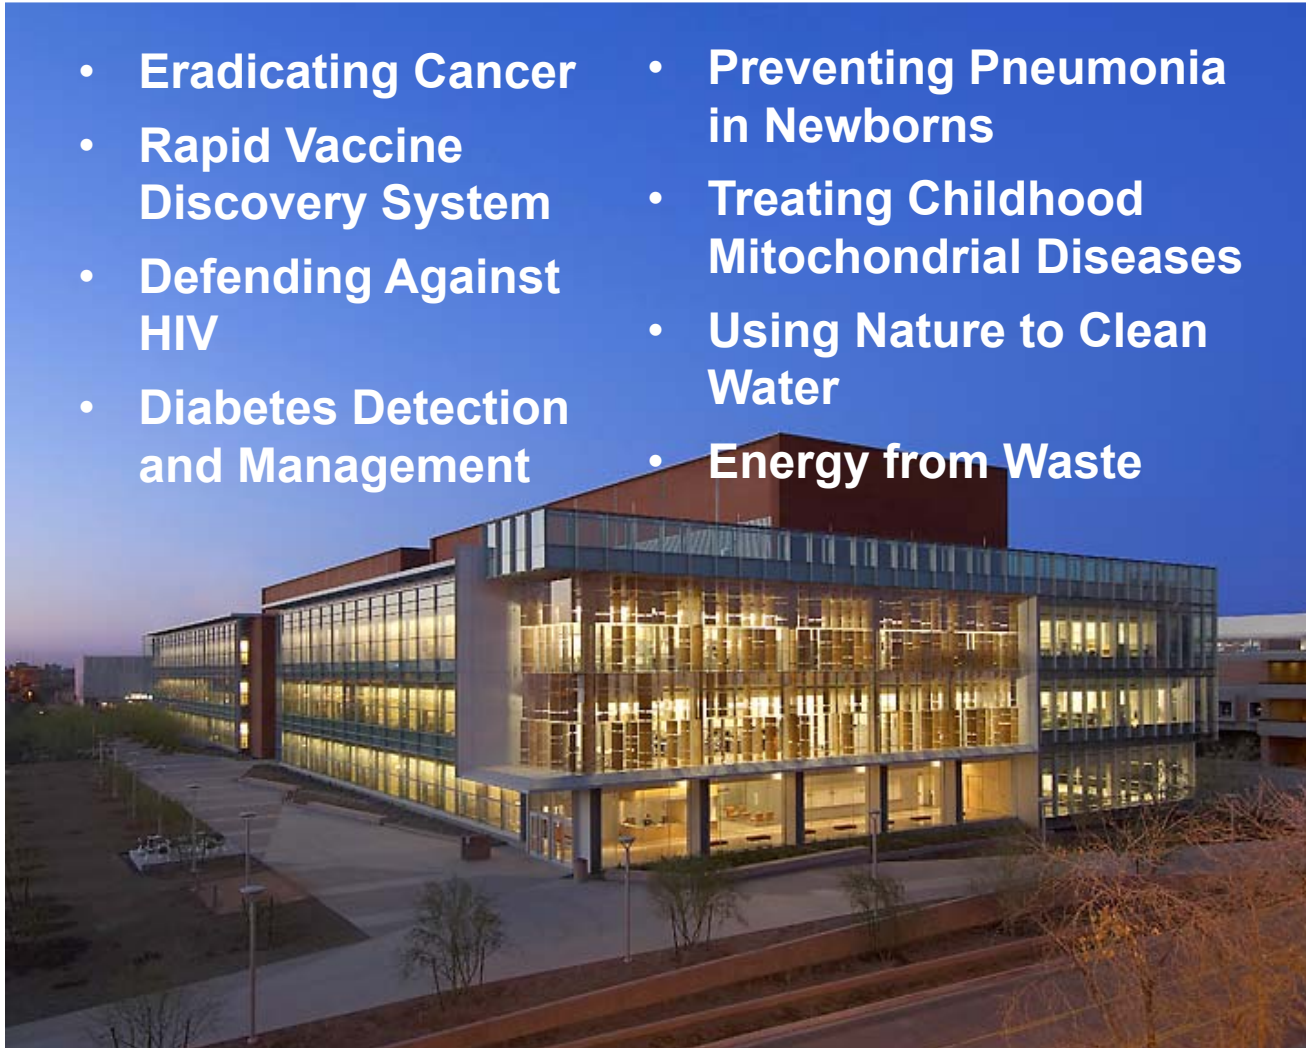 • Eradicating Cancer
• Rapid Vaccine
Discovery System
• Defending Against
HIV
• Diabetes Detection
and Management
• Preventing Pneumonia
in Newborns
• Treating Childhood
Mitochondrial Diseases
• Using Nature to Clean
Water
• Energy from Waste